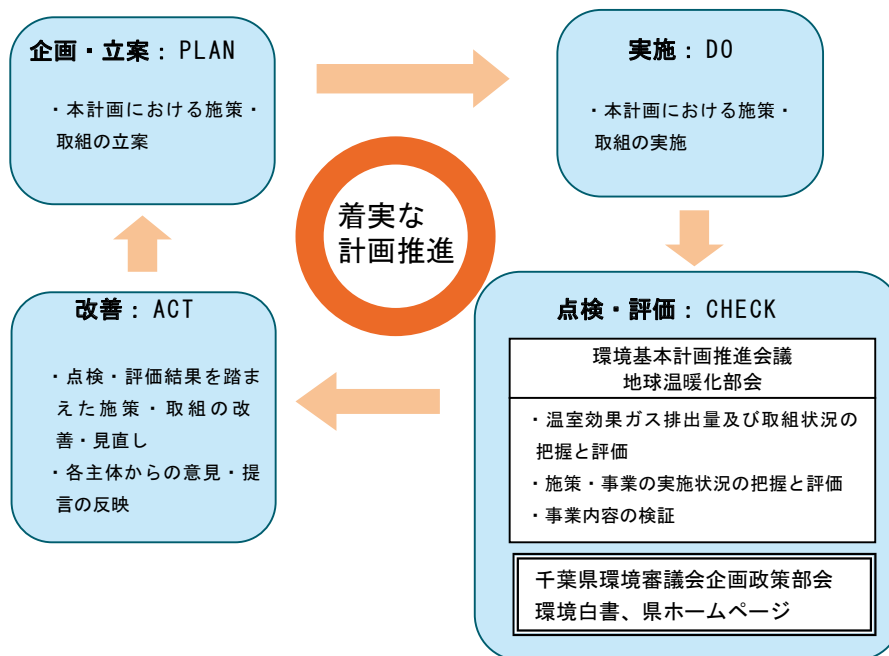 企画・立案：PLAN
・本計画における施策・
取組の立案
実施：DO
・本計画における施策・
取組の実施
着実な
計画推進
点検・評価：CHECK
環境基本計画推進会議
地球温暖化部会
・温室効果ガス排出量及び取組状況の
把握と評価
・施策・事業の実施状況の把握と評価
・事業内容の検証
千葉県環境審議会企画政策部会
環境白書、県ホームページ
改善：ACT
・点検・評価結果を踏ま
えた施策・取組の改
善・見直し
・各主体からの意見・提
言の反映